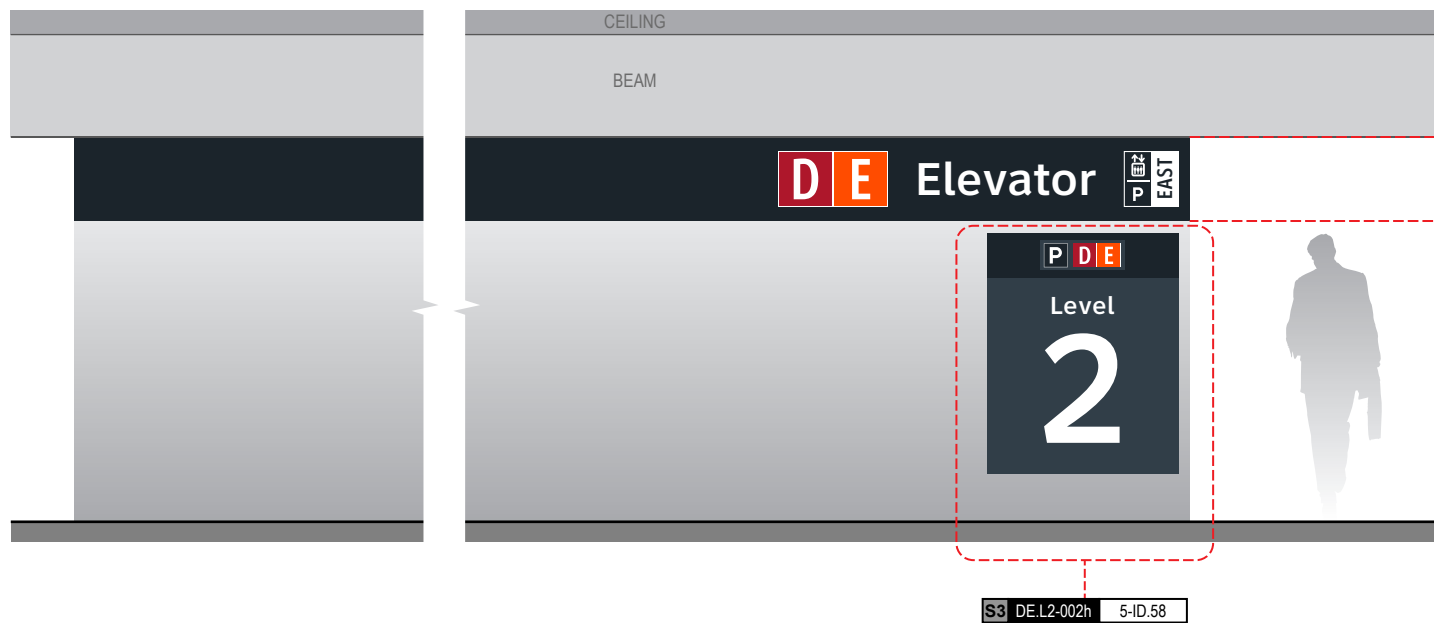 CEILING
BEAM
D E Elevator P EAST
P D E
Level
2
S3 DE.L2-002h 5-ID.58